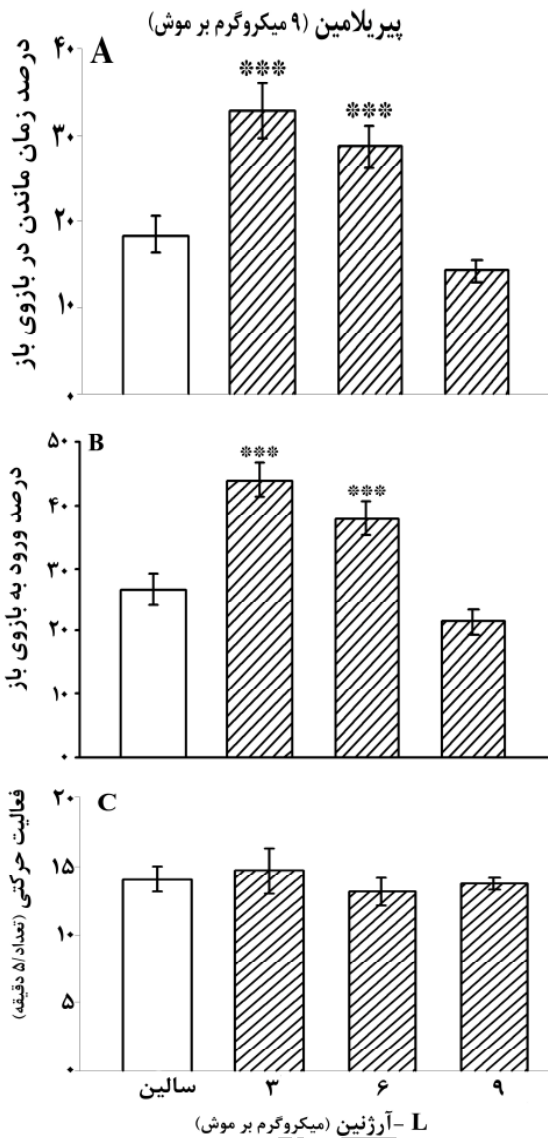 پیریلامین (۹ میکروگرم بر موش)
A
درصد زمان ماندن در بازوی باز
۴۰
۳۰
۲۰
۱۰
۰
***
***
B
درصد ورود به بازوی باز
۵۰
۴۰
۳۰
۲۰
۱۰
۰
***
***
C
فعالیت حرکتی (تعداد/۵ دقیقه)
۲۰
۱۵
۱۰
۵
۰
سالین
۳
۶
۹
L -آرژنین (میکروگرم بر موش)